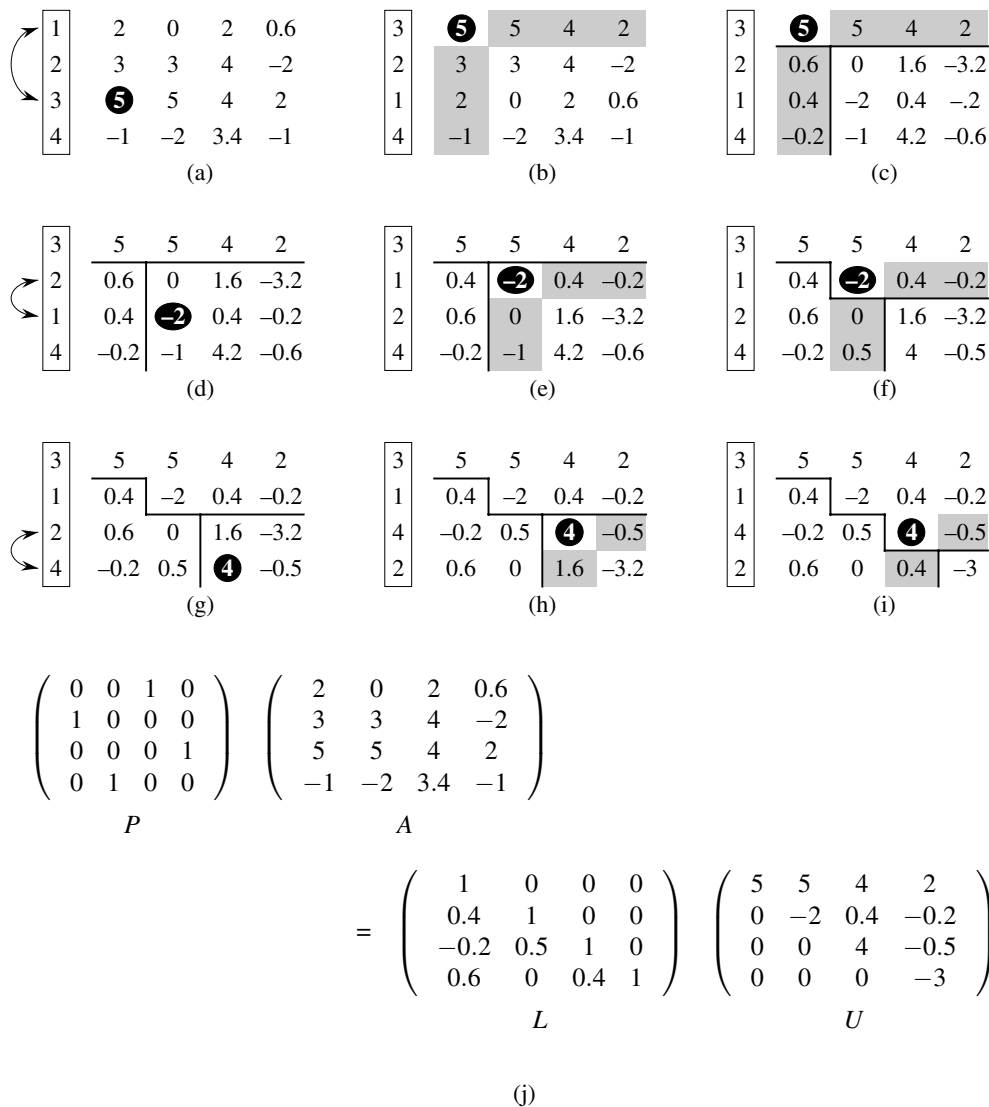 1 2 0 2 0.6 3 5 5 4 2 3 5 5 4 2
2 3 3 4 –2 2 3 3 4 –2 2 0.6 0 1.6 –3.2
3 5 5 4 2 1 2 0 2 0.6 1 0.4 –2 0.4 –.2
4 –1 –2 3.4 –1 4 –1 –2 3.4 –1 4 –0.2 –1 4.2 –0.6
(a) (b) (c)
3 5 5 4 2 3 5 5 4 2 3 5 5 4 2
2 0.6 0 1.6 –3.2 1 0.4 –2 0.4 –0.2 1 0.4 –2 0.4 –0.2
1 0.4 –2 0.4 –0.2 2 0.6 0 1.6 –3.2 2 0.6 0 1.6 –3.2
4 –0.2 –1 4.2 –0.6 4 –0.2 –1 4.2 –0.6 4 –0.2 0.5 4 –0.5
(d) (e) (f)
3 5 5 4 2 3 5 5 4 2 3 5 5 4 2
1 0.4 –2 0.4 –0.2 1 0.4 –2 0.4 –0.2 1 0.4 –2 0.4 –0.2
2 0.6 0 1.6 –3.2 4 –0.2 0.5 4 –0.5 4 –0.2 0.5 4 –0.5
4 –0.2 0.5 4 –0.5 2 0.6 0 1.6 –3.2 2 0.6 0 0.4 –3
(g) (h) (i)
0 0 1 0 2 0 2 0.6
1 0 0 0 3 3 4 −2
0 0 0 1 5 5 4 2
0 1 0 0 −1 −2 3.4 −1
P A
1 0 0 0 5 5 4 2
0.4 1 0 0 0 −2 0.4 −0.2
= −0.2 0.5 1 0 0 0 4 −0.5
0.6 0 0.4 1 0 0 0 −3
L U
(j)